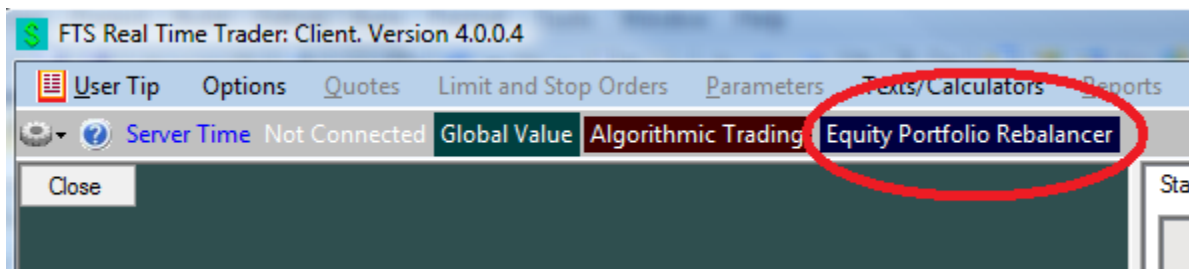 FTS Real Time Trader: Client. Version 4.0.0.4
User Tip Options Quotes Limit and Stop Orders Parameters Texts/Calculators Reports
Server Time Not Connected Global Value Algorithmic Trading Equity Portfolio Rebalancer
Close
Sta